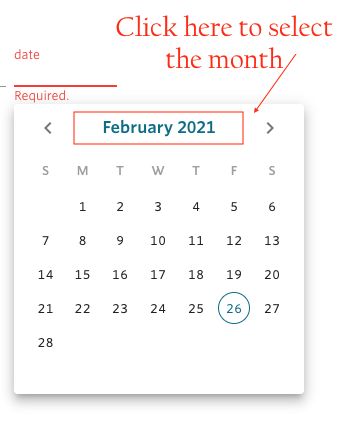 Click here to select
the month
date
Required.
February 2021
S M T W T F S
1 2 3 4 5 6
7 8 9 10 11 12 13
14 15 16 17 18 19 20
21 22 23 24 25 26 27
28